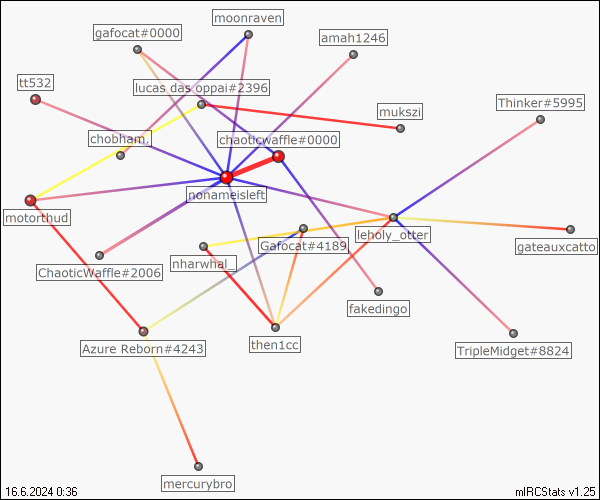 moonraven
gafocat#0000
amah1246
tt532
lucas das oppai#2396
Thinker#5995
mukszi
chobham.
chaoticwaffle#0000
nonameisleft
motorthud
leholy_otter
Gafocat#4189
gateauxcatto
nharwhal_
ChaoticWaffle#2006
fakedingo
then1cc
Azure Reborn#4243
TripleMidget#8824
mercurybro
16.6.2024 0:36
mIRCStats v1.25